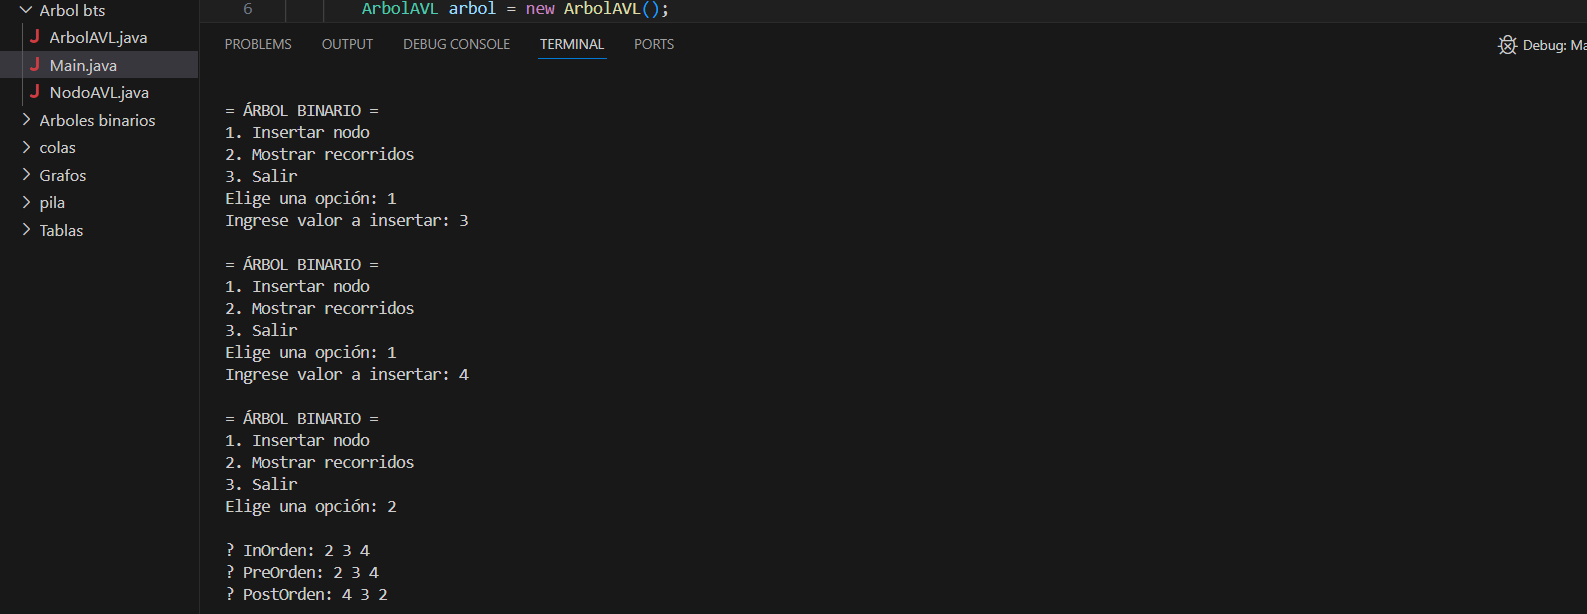 Arbol bts
ArbolAVL.java
Main.java
NodoAVL.java
Arboles binarios
colas
Grafos
pila
Tablas
6 ArbolAVL arbol = new ArbolAVL();
PROBLEMS OUTPUT DEBUG CONSOLE TERMINAL PORTS
Debug: Ma
= ÁRBOL BINARIO =
1. Insertar nodo
2. Mostrar recorridos
3. Salir
Elige una opción: 1
Ingrese valor a insertar: 3
= ÁRBOL BINARIO =
1. Insertar nodo
2. Mostrar recorridos
3. Salir
Elige una opción: 1
Ingrese valor a insertar: 4
= ÁRBOL BINARIO =
1. Insertar nodo
2. Mostrar recorridos
3. Salir
Elige una opción: 2
? InOrden: 2 3 4
? PreOrden: 2 3 4
? PostOrden: 4 3 2